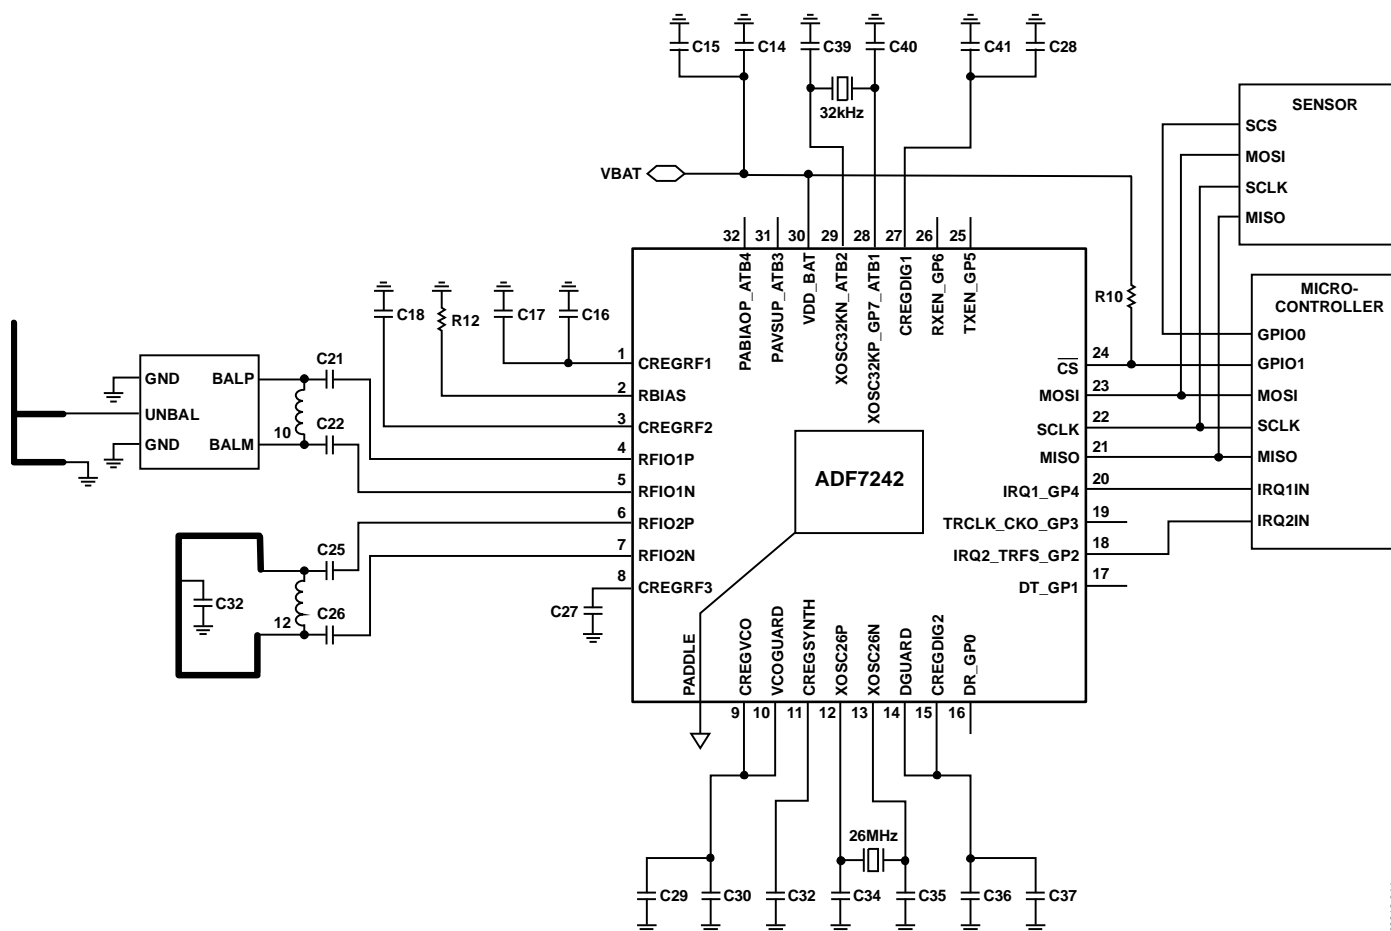 C15 C14 C39 C40 C41 C28
32kHz
VBAT
SENSOR
SCS
MOSI
SCLK
MISO
32 31 30 29 28 27 26 25
PABIAOP_ATB4
PAVSUP_ATB3
VDD_BAT
XOSC32KN_ATB2
XOSC32KP_GP7_ATB1
CREGDIG1
RXEN_GP6
TXEN_GP5
R10
MICRO-
CONTROLLER
GPIO0
GPIO1
MOSI
SCLK
MISO
IRQ1IN
IRQ2IN
C18 R12 C17 C16
GND BALP
UNBAL
GND BALM
C21
C22
10
1 CREGRF1
2 RBIAS
3 CREGRF2
4 RFIO1P
5 RFIO1N
6 RFIO2P
7 RFIO2N
8 CREGRF3
CS 24
MOSI 23
SCLK 22
MISO 21
IRQ1_GP4 20
TRCLK_CKO_GP3 19
IRQ2_TRFS_GP2 18
DT_GP1 17
ADF7242
C25
C26
12
C32
C27
PADDLE
CREGVCO
VCOGUARD
CREGSYNTH
XOSC26P
XOSC26N
DGUARD
CREGDIG2
DR_GP0
9 10 11 12 13 14 15 16
26MHz
C29 C30 C32 C34 C35 C36 C37